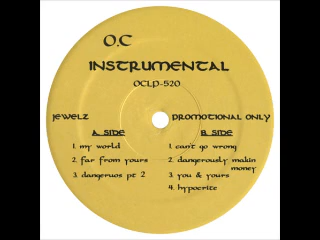 O.C
INSTRUMENTAL
OCLP-520
JEWELZ
PROMOTIONAL ONLY
A. SIDE
1. my world
2. far from yours
3. dangeruos pt 2
B. SIDE
1. can't go wrong
2. dangerously makin
money
3. you & yours
4. hypocrite